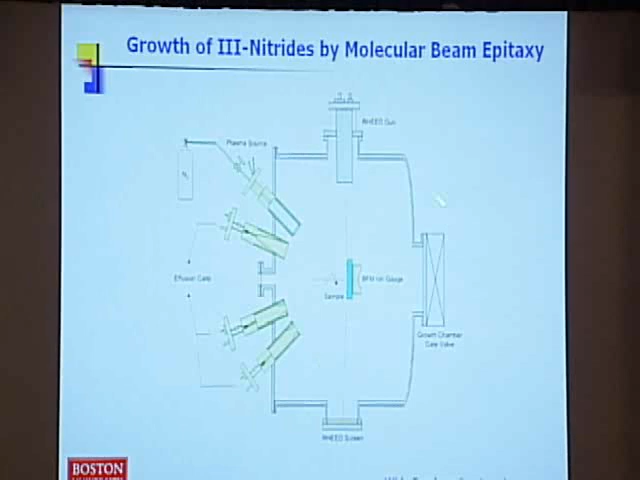 Growth of III-Nitrides by Molecular Beam Epitaxy
RHEED Gun
Plasma Source
N₂
Effusion Cells
BFM Ion Gauge
Sample
Growth Chamber
Gate Valve
RHEED Screen
BOSTON